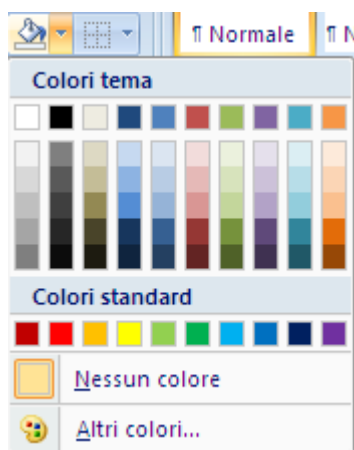 ¶ Normale ¶ N
Colori tema
Colori standard
Nessun colore
Altri colori...